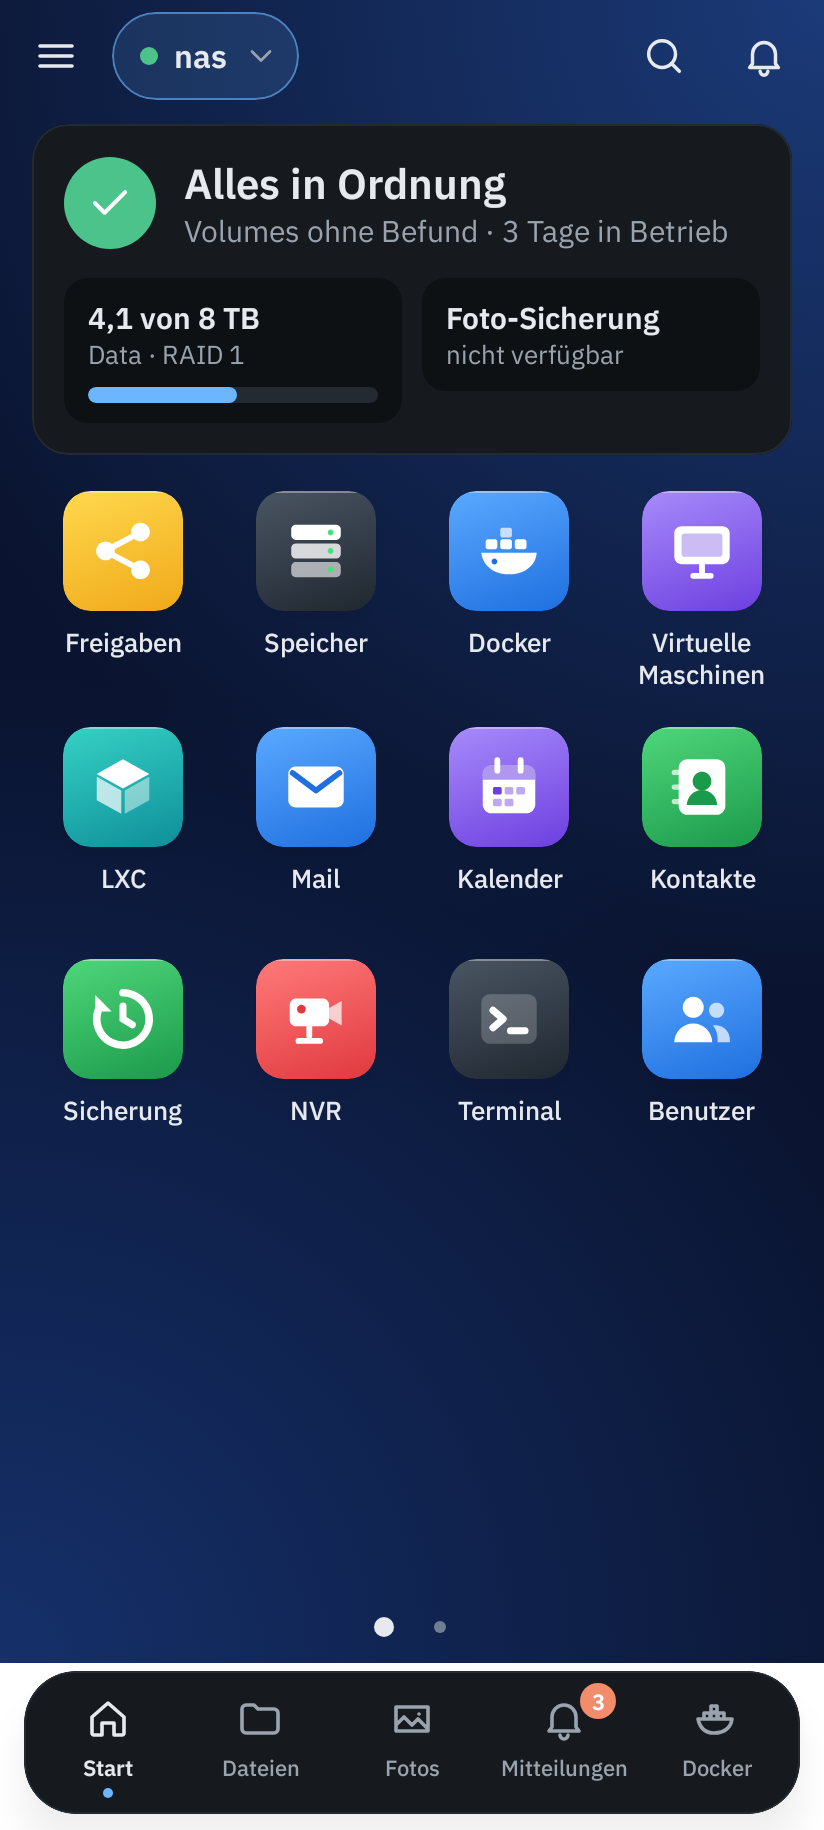 nas
Alles in Ordnung
Volumes ohne Befund · 3 Tage in Betrieb
4,1 von 8 TB
Data · RAID 1
Foto-Sicherung
nicht verfügbar
Freigaben
Speicher
Docker
Virtuelle
Maschinen
LXC
Mail
Kalender
Kontakte
Sicherung
NVR
Terminal
Benutzer
3
Start
Dateien
Fotos
Mitteilungen
Docker